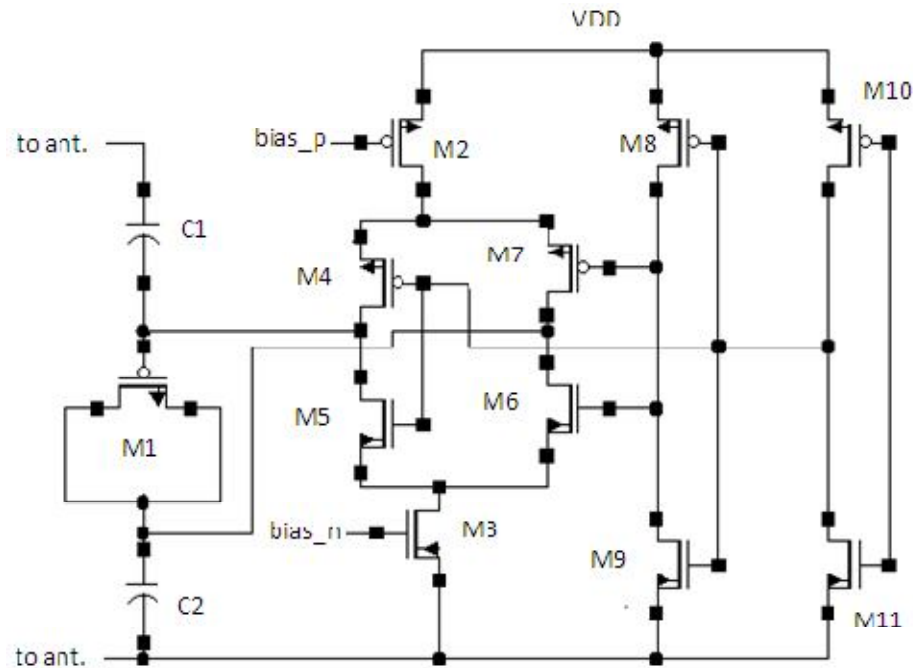 VDD
M10
to ant.
bias_p
M2
M8
C1
M4
M7
M5
M6
M1
bias_n
M3
M9
C2
M11
to ant.